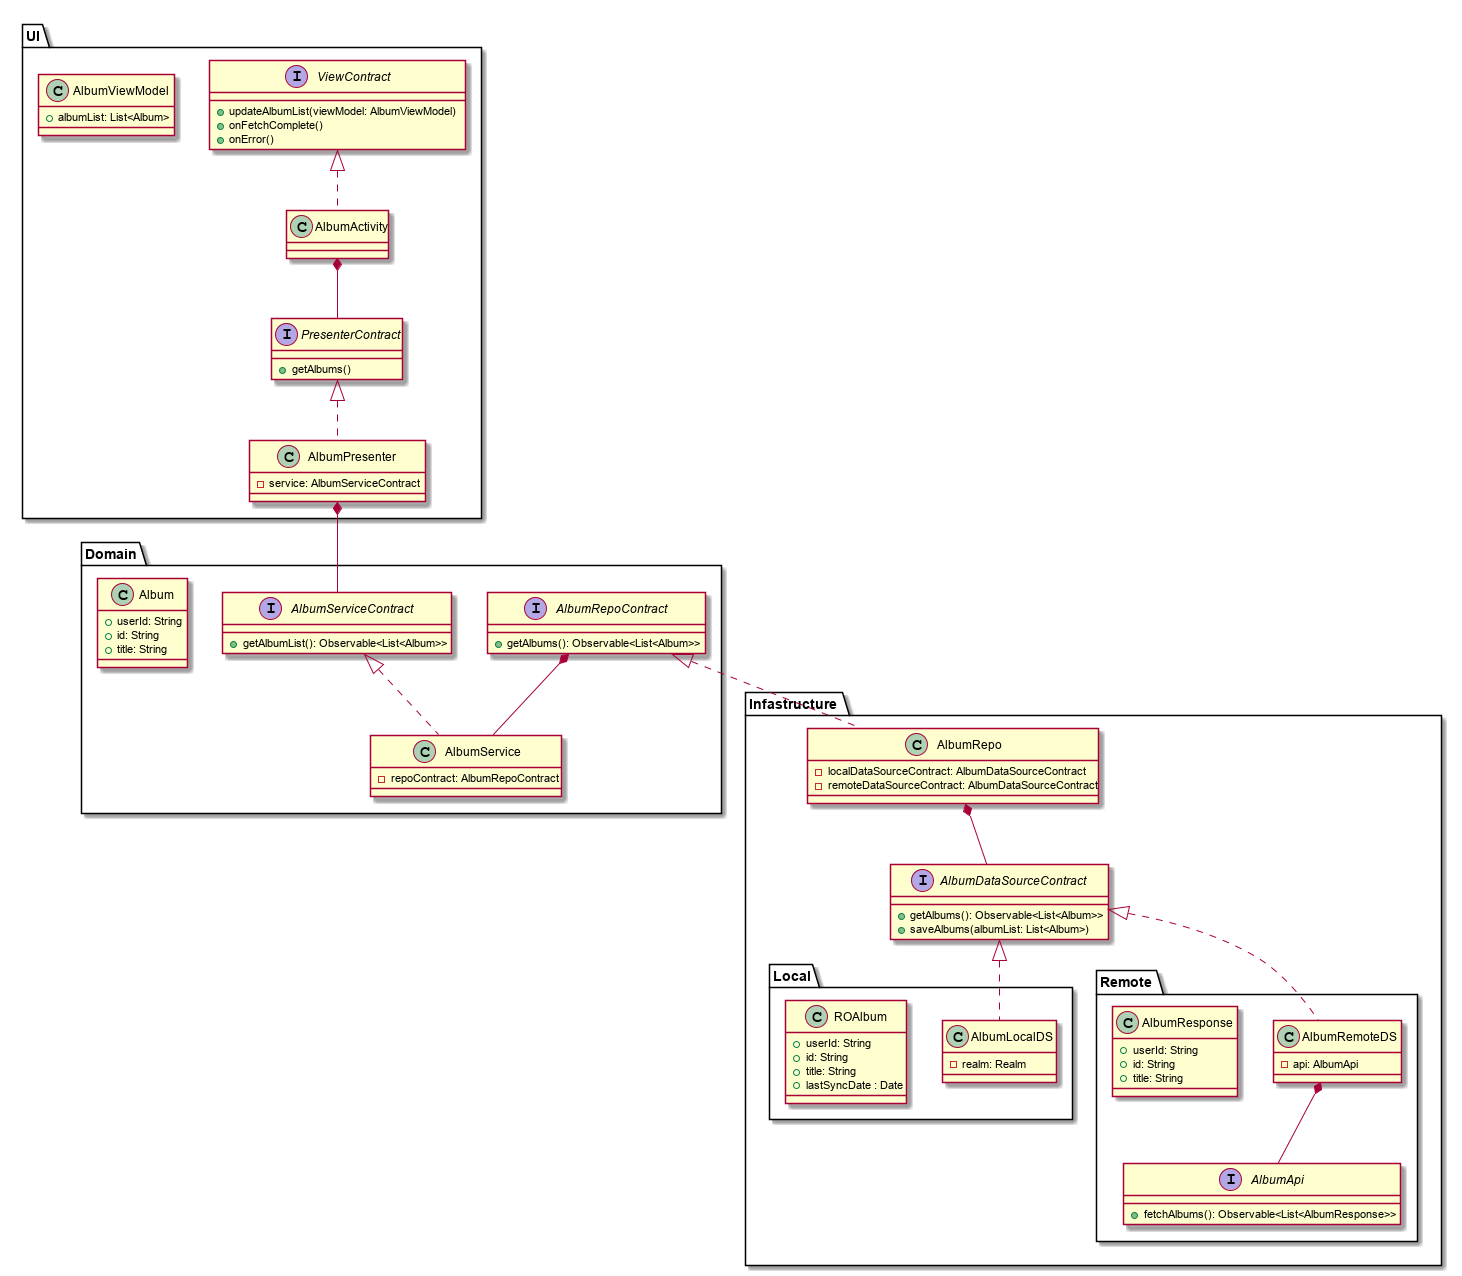 UI
C AlbumViewModel
albumList: List<Album>
I ViewContract
updateAlbumList(viewModel: AlbumViewModel)
onFetchComplete()
onError()
C AlbumActivity
I PresenterContract
getAlbums()
C AlbumPresenter
service: AlbumServiceContract
Domain
C Album
userId: String
id: String
title: String
I AlbumServiceContract
getAlbumList(): Observable<List<Album>>
I AlbumRepoContract
getAlbums(): Observable<List<Album>>
C AlbumService
repoContract: AlbumRepoContract
Infastructure
C AlbumRepo
localDataSourceContract: AlbumDataSourceContract
remoteDataSourceContract: AlbumDataSourceContract
I AlbumDataSourceContract
getAlbums(): Observable<List<Album>>
saveAlbums(albumList: List<Album>)
Local
C ROAlbum
userId: String
id: String
title: String
lastSyncDate : Date
C AlbumLocalDS
realm: Realm
Remote
C AlbumResponse
userId: String
id: String
title: String
C AlbumRemoteDS
api: AlbumApi
I AlbumApi
fetchAlbums(): Observable<List<AlbumResponse>>